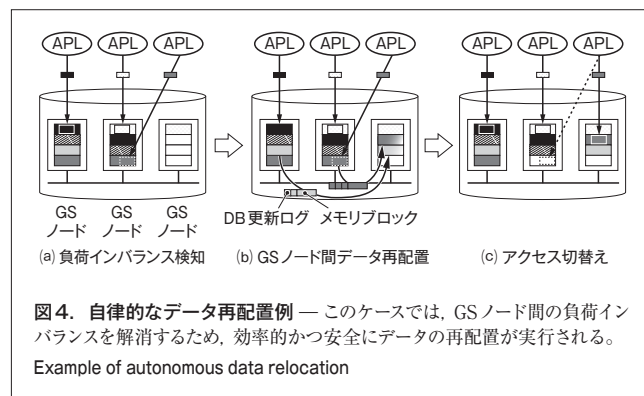 APL APL APL
APL APL APL
APL APL APL
GS ノード
GS ノード
GS ノード
DB更新ログ メモリブロック
(a) 負荷インバランス検知
(b) GSノード間データ再配置
(c) アクセス切替え
図4. 自律的なデータ再配置例 — このケースでは, GSノード間の負荷イン
バランスを解消するため, 効率的かつ安全にデータの再配置が実行される。
Example of autonomous data relocation